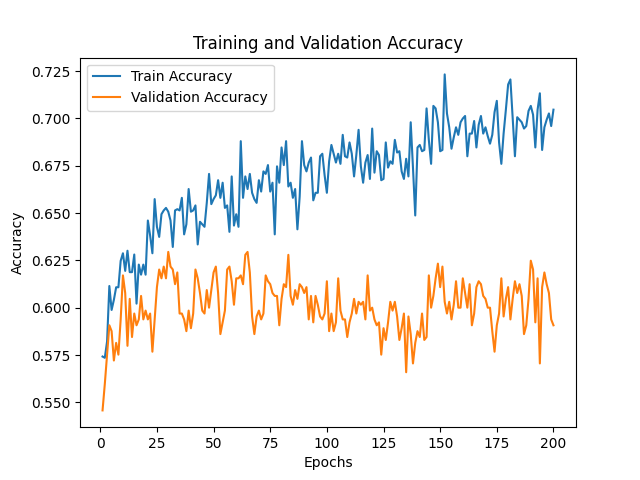 Training and Validation Accuracy
Train Accuracy
Validation Accuracy
Accuracy
0.725
0.700
0.675
0.650
0.625
0.600
0.575
0.550
0 25 50 75 100 125 150 175 200
Epochs